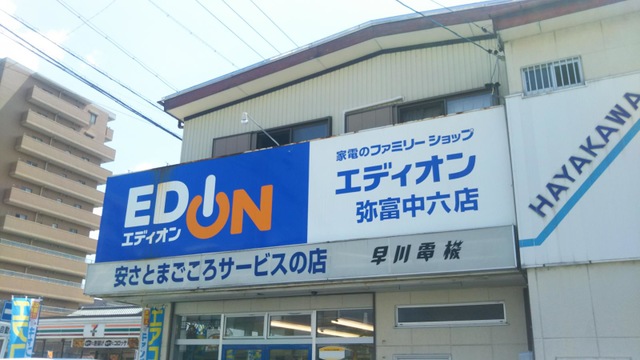 EDION
エディオン
家電のファミリーショップ
エディオン
弥富中六店
安さとまごころサービスの店
早川電機
HAYAKAWA